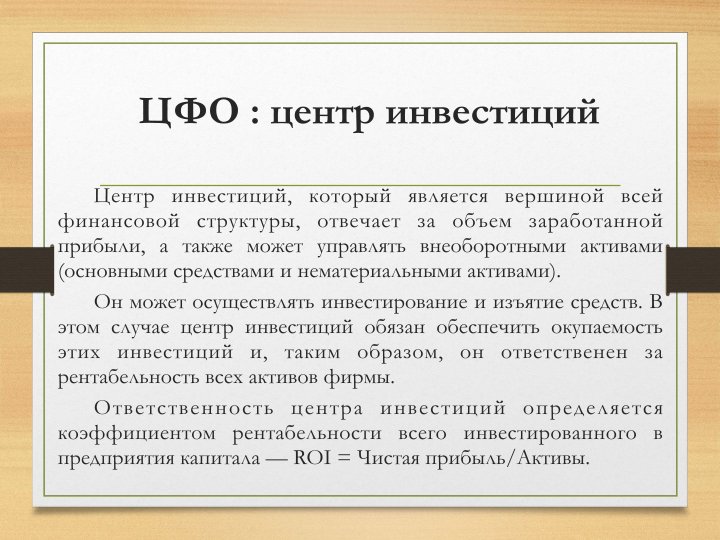 ЦФО : центр инвестиций
Центр инвестиций, который является вершиной всей
финансовой структуры, отвечает за объем заработанной
прибыли, а также может управлять внеоборотными активами
(основными средствами и нематериальными активами).
Он может осуществлять инвестирование и изъятие средств. В
этом случае центр инвестиций обязан обеспечить окупаемость
этих инвестиций и, таким образом, он ответственен за
рентабельность всех активов фирмы.
Ответственность центра инвестиций определяется
коэффициентом рентабельности всего инвестированного в
предприятия капитала — ROI = Чистая прибыль/Активы.